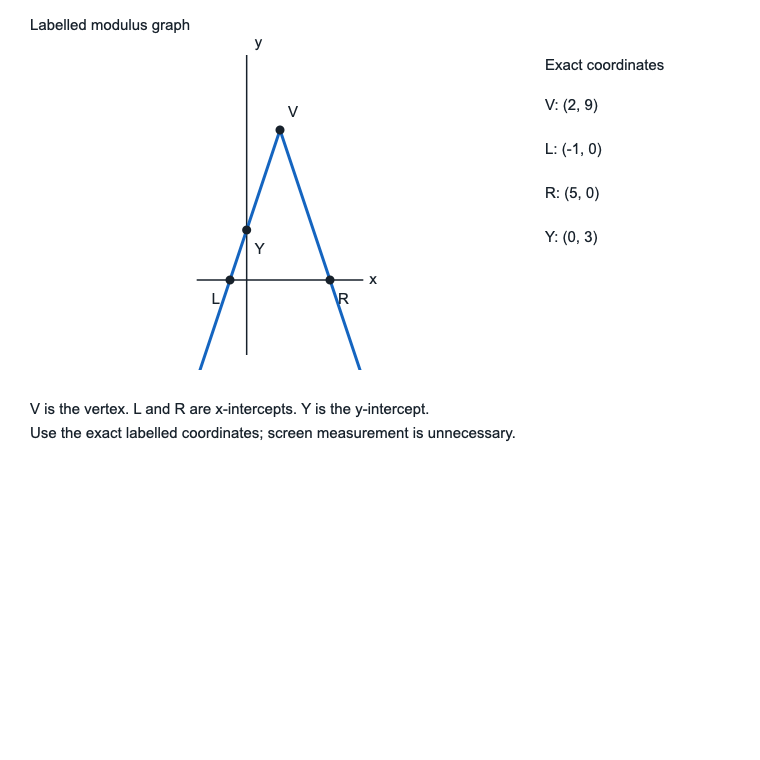 Labelled modulus graph
y
V
Y
x
L
R
Exact coordinates
V: (2, 9)
L: (-1, 0)
R: (5, 0)
Y: (0, 3)
V is the vertex. L and R are x-intercepts. Y is the y-intercept.
Use the exact labelled coordinates; screen measurement is unnecessary.